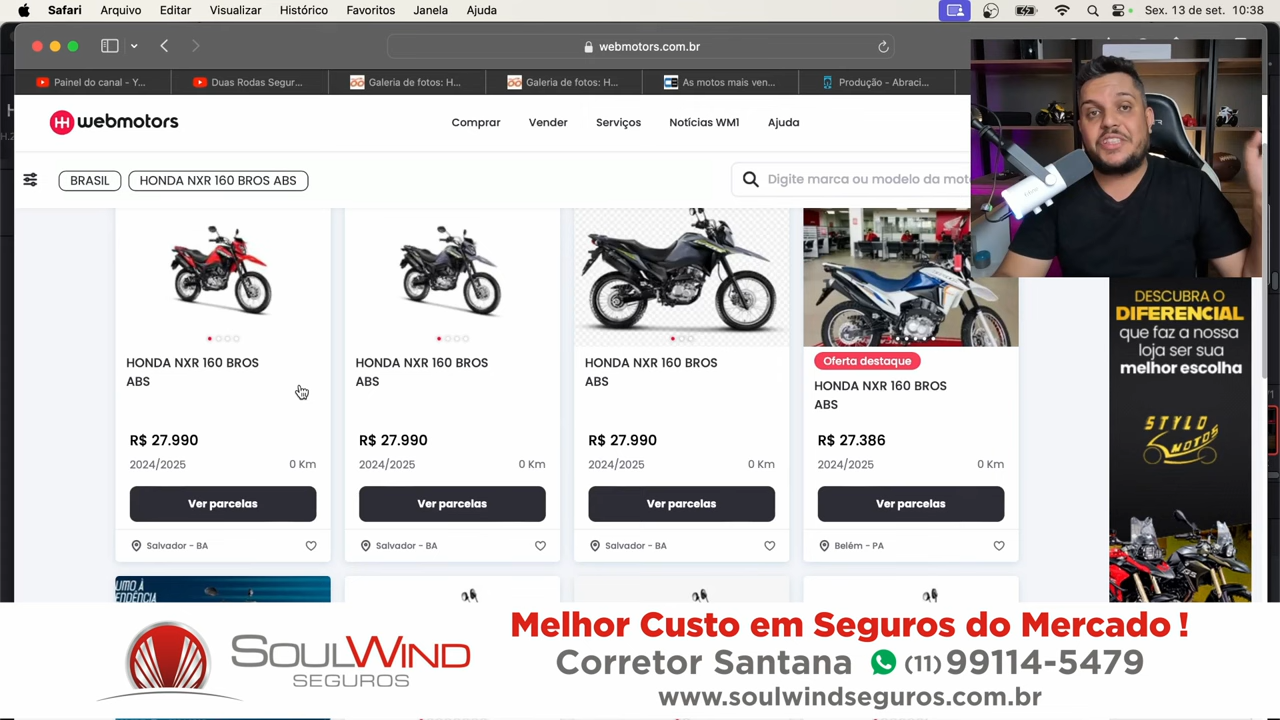 Safari Arquivo Editar Visualizar Histórico Favoritos Janela Ajuda Sex. 13 de set. 10:38
webmotors.com.br
Painel do canal - Y... Duas Rodas Segur... Galeria de fotos: H... Galeria de fotos: H... As motos mais ven... Produção - Abraci...
webmotors Comprar Vender Serviços Notícias WM1 Ajuda
BRASIL HONDA NXR 160 BROS ABS Digite marca ou modelo da mot
HONDA NXR 160 BROS
ABS
R$ 27.990
2024/2025 0 Km
Ver parcelas
Salvador - BA
HONDA NXR 160 BROS
ABS
R$ 27.990
2024/2025 0 Km
Ver parcelas
Salvador - BA
HONDA NXR 160 BROS
ABS
R$ 27.990
2024/2025 0 Km
Ver parcelas
Salvador - BA
Oferta destaque
HONDA NXR 160 BROS
ABS
R$ 27.386
2024/2025 0 Km
Ver parcelas
Belém - PA
DESCUBRA O
DIFERENCIAL
que faz a nossa
loja ser sua
melhor escolha
STYLO
MOTOS
UMO À
ENDÊNCIA
SOULWIND
SEGUROS
Melhor Custo em Seguros do Mercado !
Corretor Santana (11) 99114-5479
www.soulwindseguros.com.br